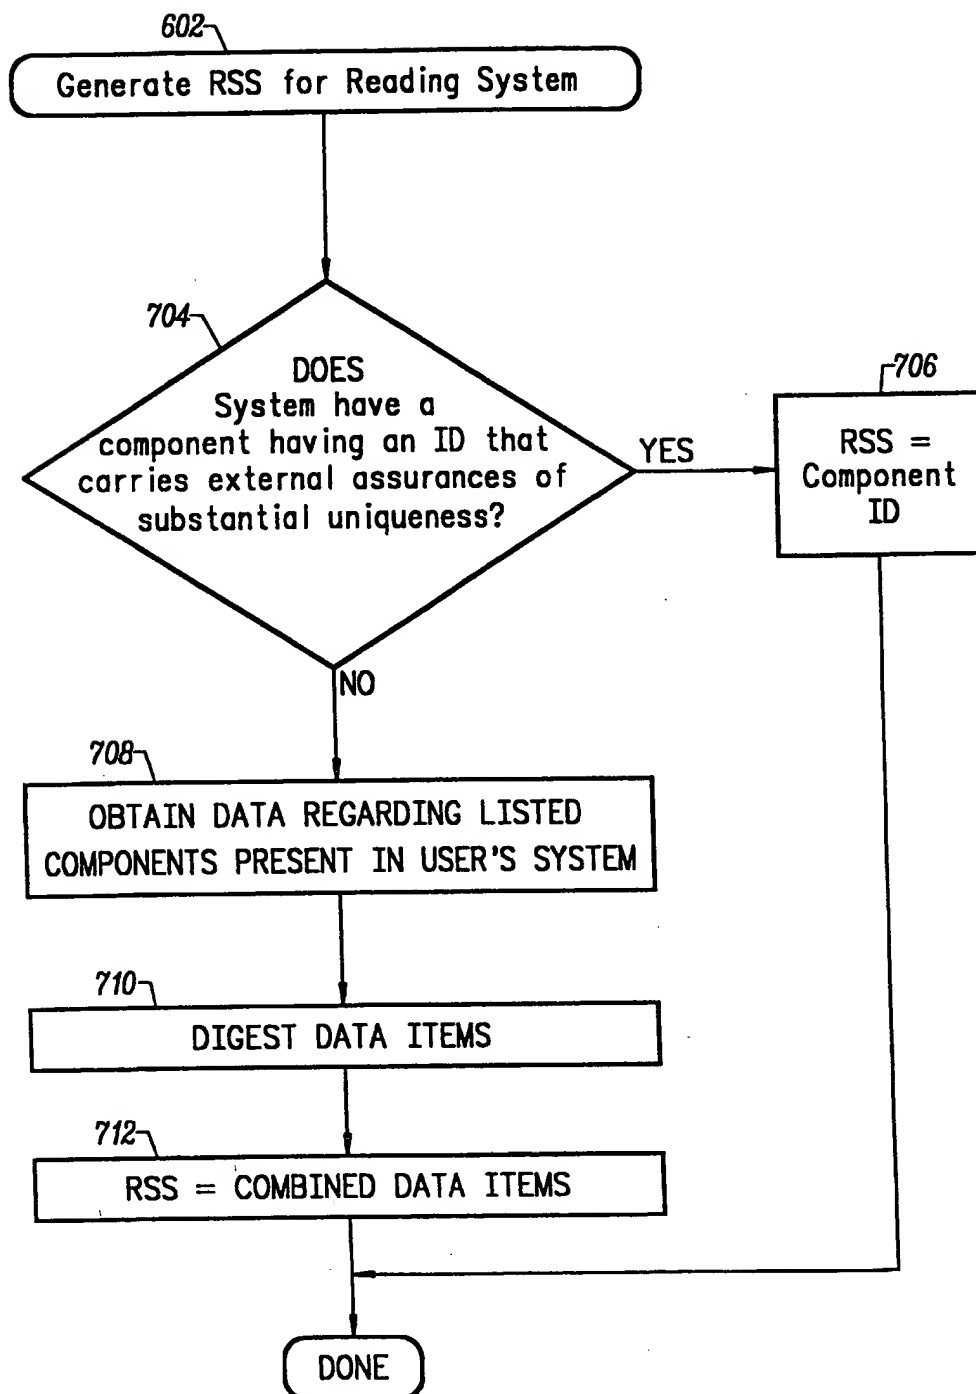 602
Generate RSS for Reading System
704
DOES
System have a
component having an ID that
carries external assurances of
substantial uniqueness?
YES
706
RSS =
Component
ID
NO
708
OBTAIN DATA REGARDING LISTED
COMPONENTS PRESENT IN USER'S SYSTEM
710
DIGEST DATA ITEMS
712
RSS = COMBINED DATA ITEMS
DONE